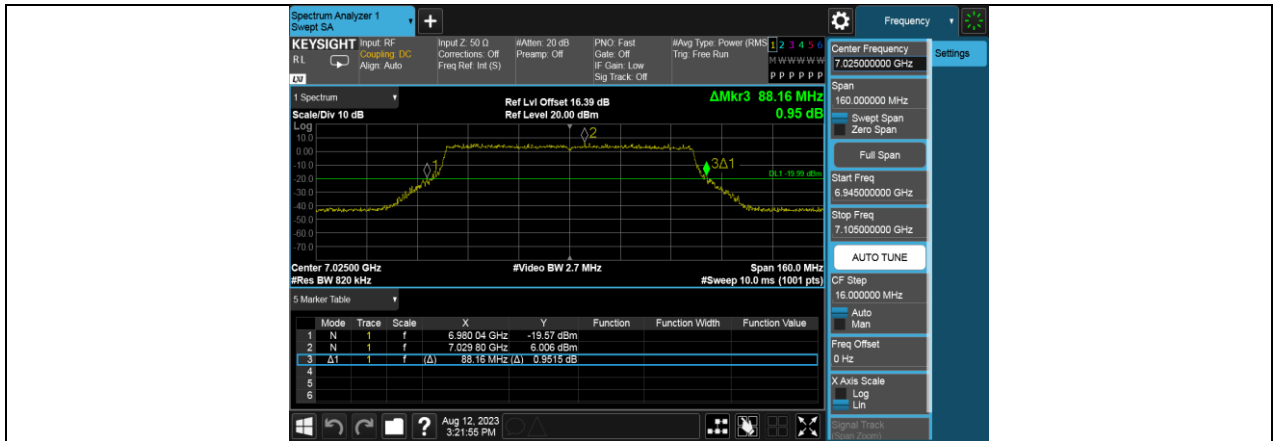 Spectrum Analyzer 1
Swept SA
+
Frequency
KEYSIGHT
RL
LXI
Input: RF
Coupling: DC
Align: Auto
Input Z: 50 Ω
Corrections: Off
Freq Ref: Int (S)
#Atten: 20 dB
Preamp: Off
PNO: Fast
Gate: Off
IF Gain: Low
Sig Track: Off
#Avg Type: Power (RMS
Trig: Free Run
1 2 3 4 5 6
M W W W W W
P P P P P P
1 Spectrum
Scale/Div 10 dB
Ref Lvl Offset 16.39 dB
Ref Level 20.00 dBm
ΔMkr3 88.16 MHz
0.95 dB
Log
10.0
0.00
-10.0
-20.0
-30.0
-40.0
-50.0
-60.0
-70.0
1
2
3Δ1
DL1 -19.99 dBm
Center 7.02500 GHz
#Video BW 2.7 MHz
Span 160.0 MHz
#Res BW 820 kHz
#Sweep 10.0 ms (1001 pts)
5 Marker Table
Mode Trace Scale X Y Function Function Width Function Value
1 N 1 f 6.980 04 GHz -19.57 dBm
2 N 1 f 7.029 80 GHz 6.006 dBm
3 Δ1 1 f (Δ) 88.16 MHz (Δ) 0.9515 dB
4
5
6
?
Aug 12, 2023
3:21:55 PM
Center Frequency
7.025000000 GHz
Settings
Span
160.000000 MHz
Swept Span
Zero Span
Full Span
Start Freq
6.945000000 GHz
Stop Freq
7.105000000 GHz
AUTO TUNE
CF Step
16.000000 MHz
Auto
Man
Freq Offset
0 Hz
X Axis Scale
Log
Lin
Signal Track
(Span Zoom)